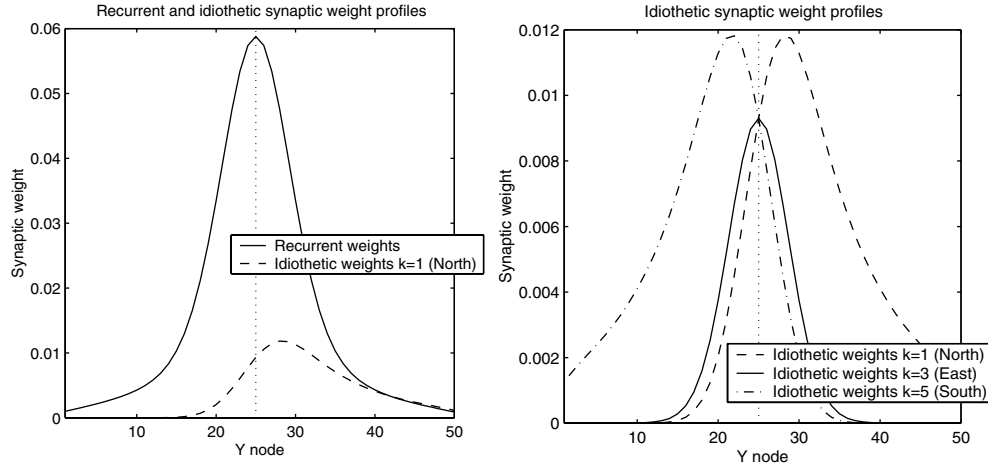 Recurrent and idiothetic synaptic weight profiles
0.06
0.05
0.04
0.03
0.02
0.01
0
Synaptic weight
Recurrent weights
Idiothetic weights k=1 (North)
10
20
30
40
50
Y node
Idiothetic synaptic weight profiles
0.012
0.01
0.008
0.006
0.004
0.002
0
Synaptic weight
Idiothetic weights k=1 (North)
Idiothetic weights k=3 (East)
Idiothetic weights k=5 (South)
10
20
30
40
50
Y node